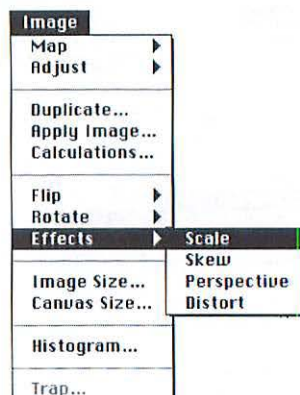 Image
Map
Adjust
Duplicate...
Apply Image...
Calculations...
Flip
Rotate
Effects
Scale
Skew
Perspective
Distort
Image Size...
Canvas Size...
Histogram...
Trap...